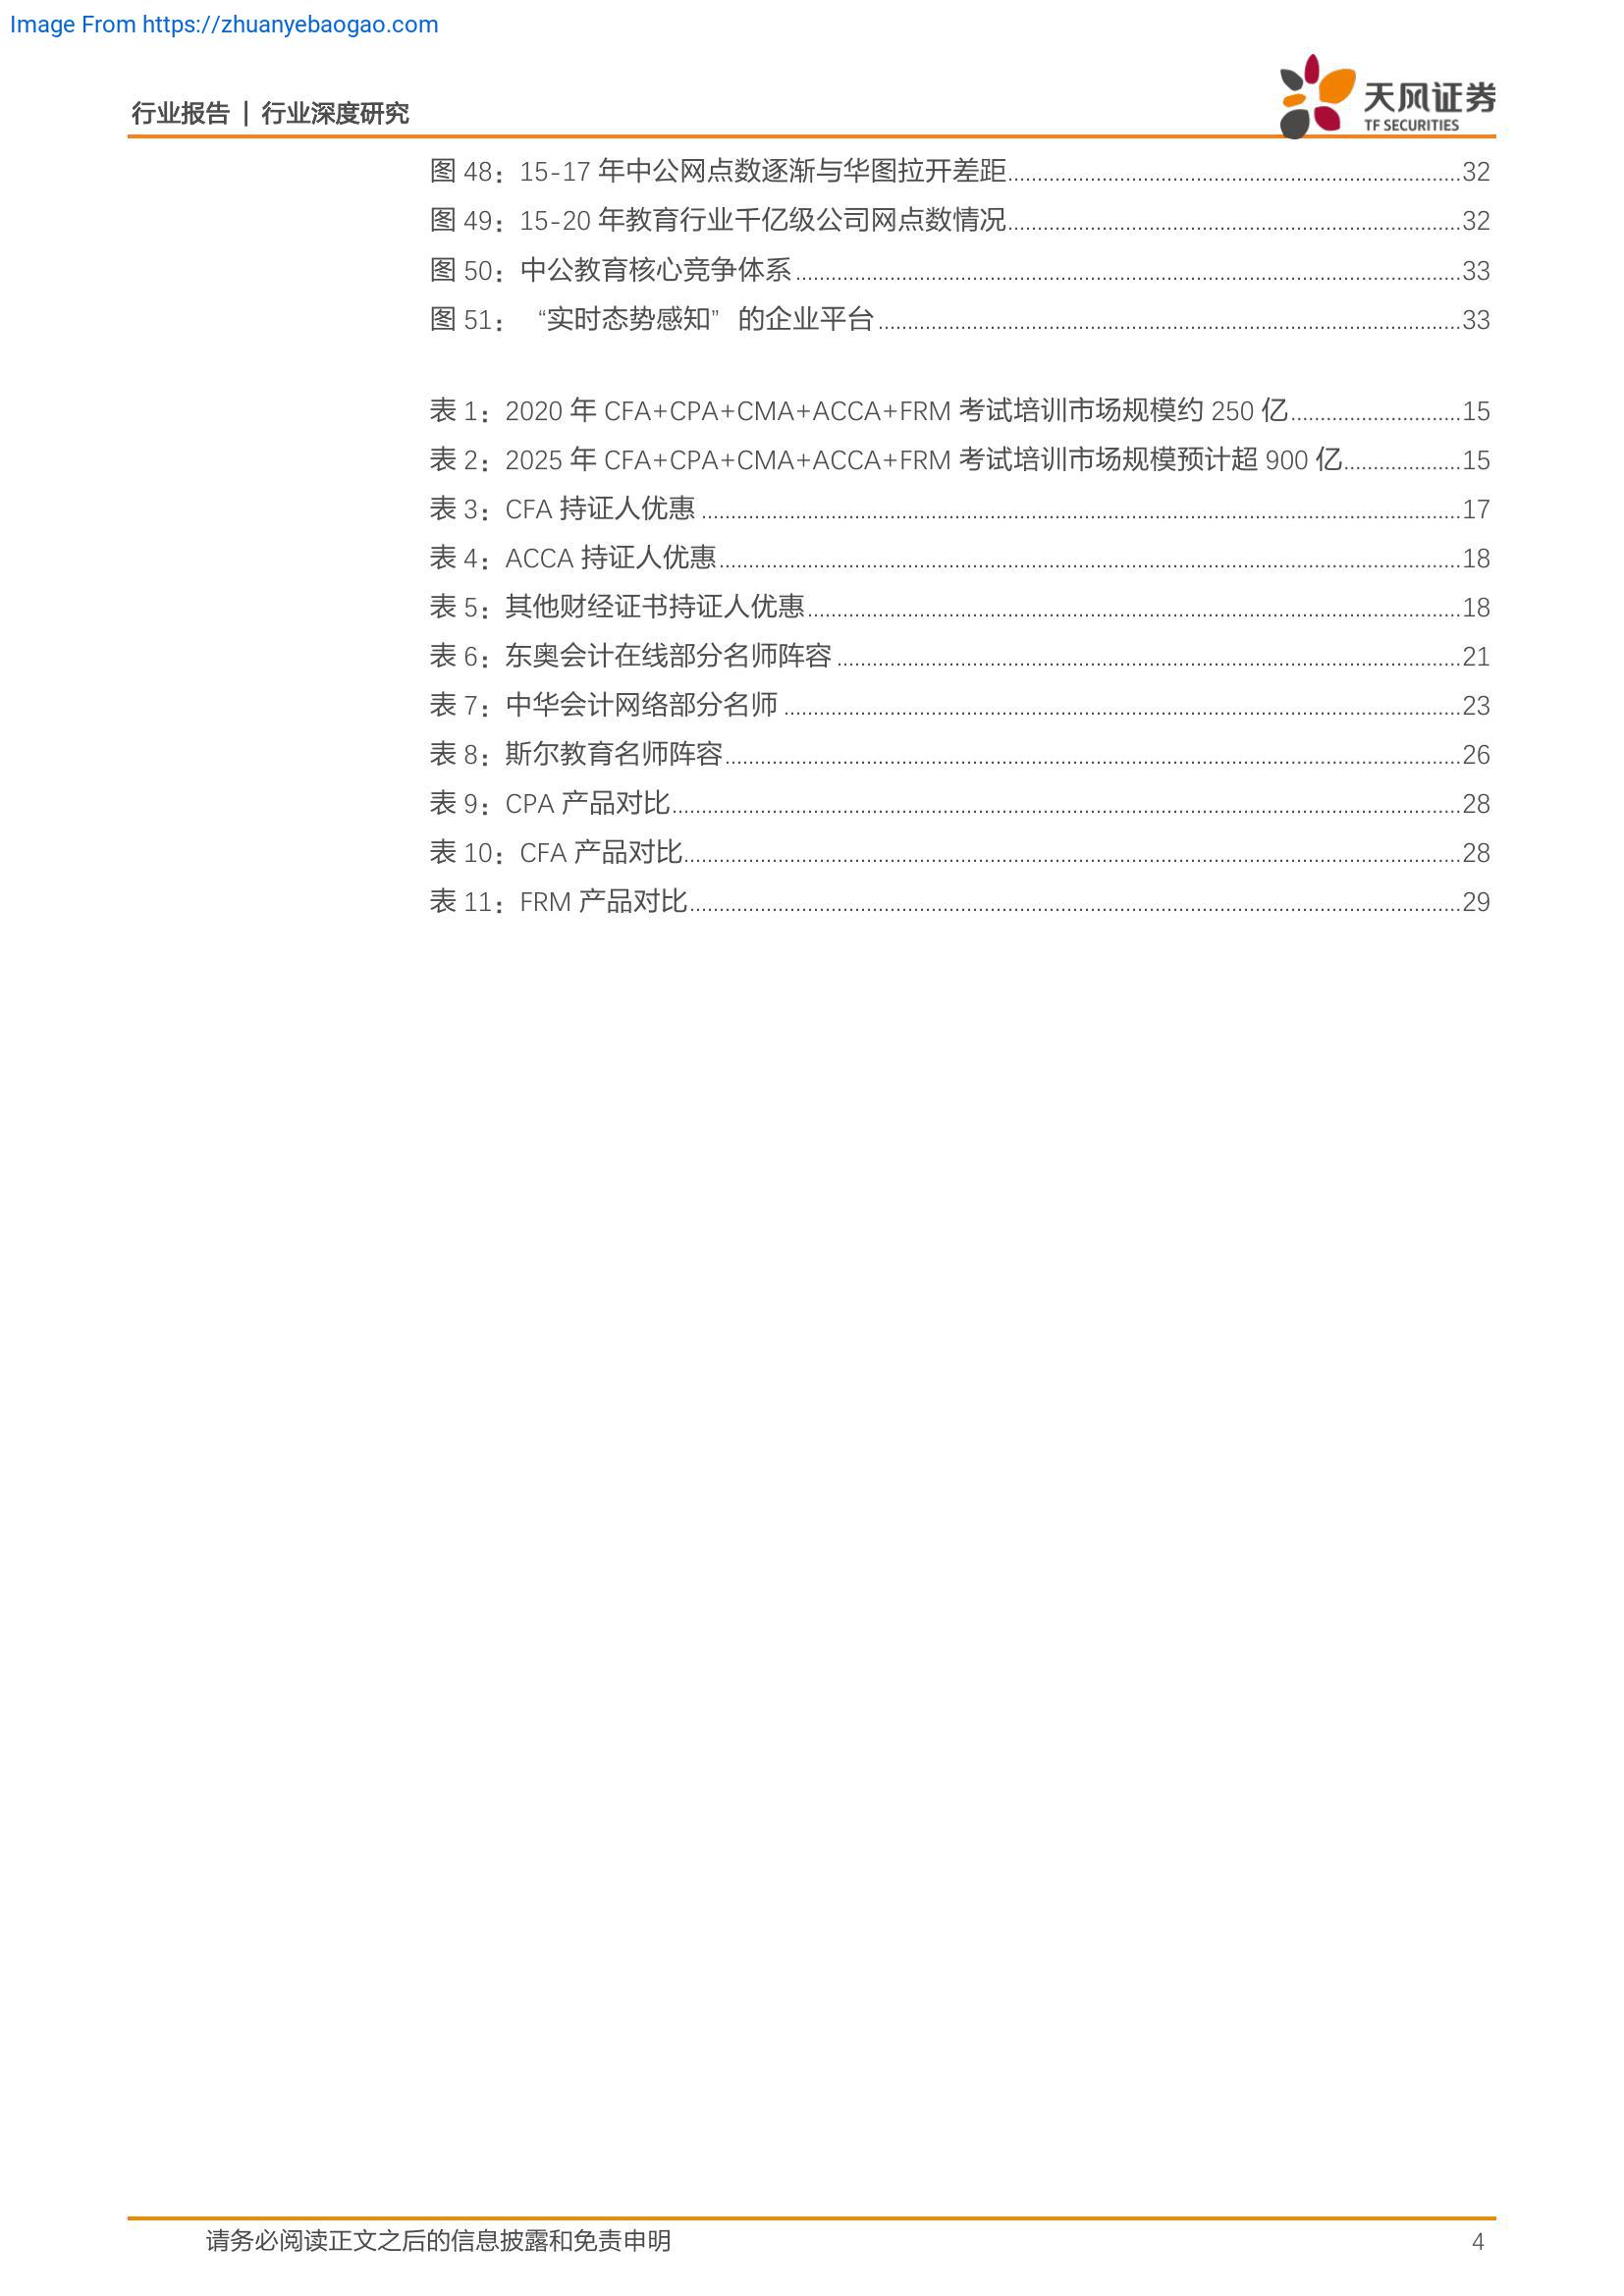 Image From https://zhuanyebaogao.com
行业报告 | 行业深度研究
天风证券
TF SECURITIES
图 48：15-17 年中公网点数逐渐与华图拉开差距 32
图 49：15-20 年教育行业千亿级公司网点数情况 32
图 50：中公教育核心竞争体系 33
图 51：“实时态势感知”的企业平台 33
表 1：2020 年 CFA+CPA+CMA+ACCA+FRM 考试培训市场规模约 250 亿 15
表 2：2025 年 CFA+CPA+CMA+ACCA+FRM 考试培训市场规模预计超 900 亿 15
表 3：CFA 持证人优惠 17
表 4：ACCA 持证人优惠 18
表 5：其他财经证书持证人优惠 18
表 6：东奥会计在线部分名师阵容 21
表 7：中华会计网络部分名师 23
表 8：斯尔教育名师阵容 26
表 9：CPA 产品对比 28
表 10：CFA 产品对比 28
表 11：FRM 产品对比 29
请务必阅读正文之后的信息披露和免责申明 4